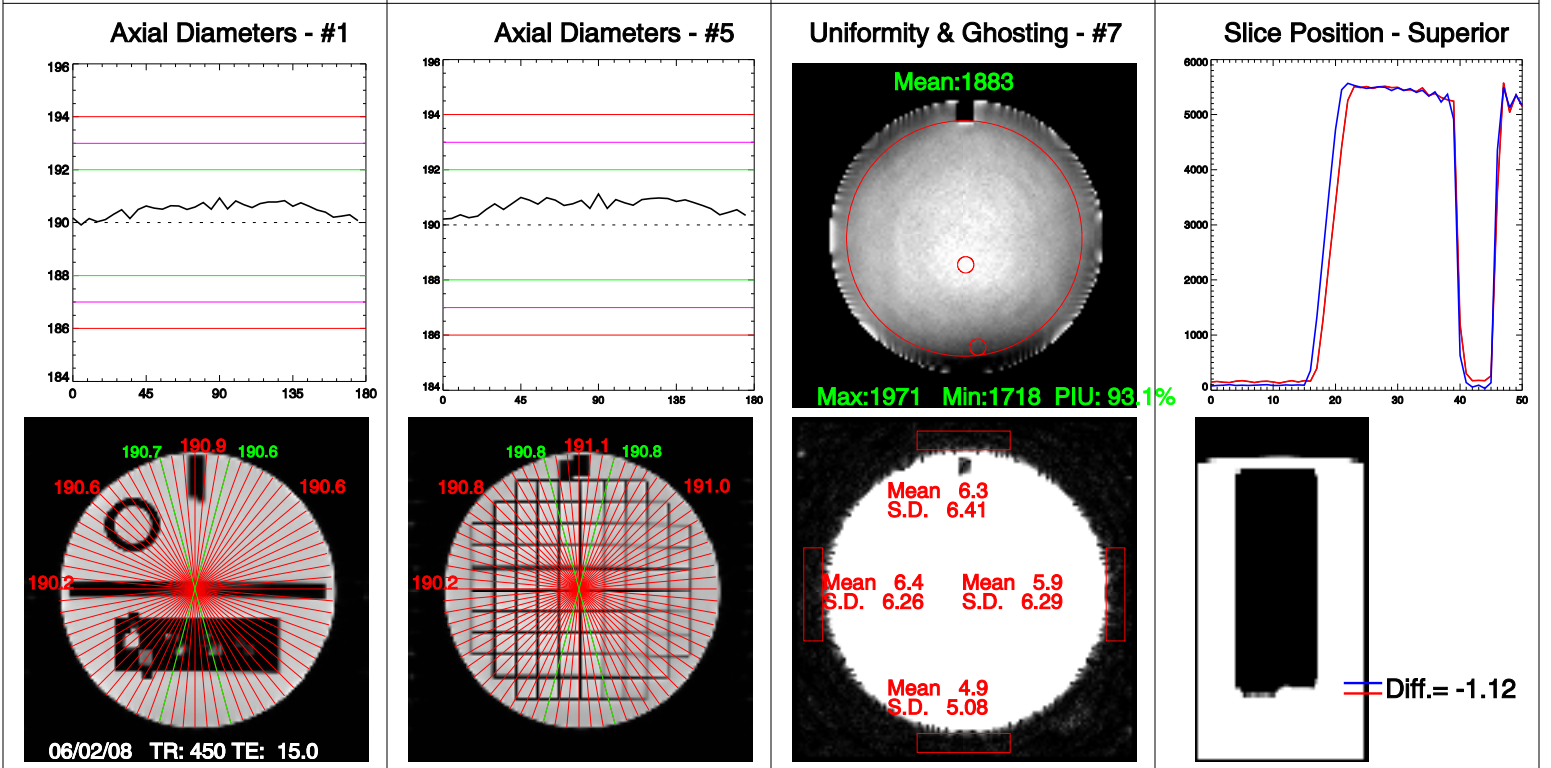 Axial Diameters - #1
196
194
192
190
188
186
184
0 45 90 135 180
190.7 190.9 190.6
190.6 190.6
190.2
06/02/08 TR: 450 TE: 15.0
Axial Diameters - #5
196
194
192
190
188
186
184
0 45 90 135 180
190.8 191.1 190.8
190.8 191.0
190.2
Uniformity & Ghosting - #7
Mean:1883
Max:1971 Min:1718 PIU: 93.1%
Mean 6.3
S.D. 6.41
Mean 6.4 Mean 5.9
S.D. 6.26 S.D. 6.29
Mean 4.9
S.D. 5.08
Slice Position - Superior
6000
5000
4000
3000
2000
1000
0
0 10 20 30 40 50
Diff.= -1.12